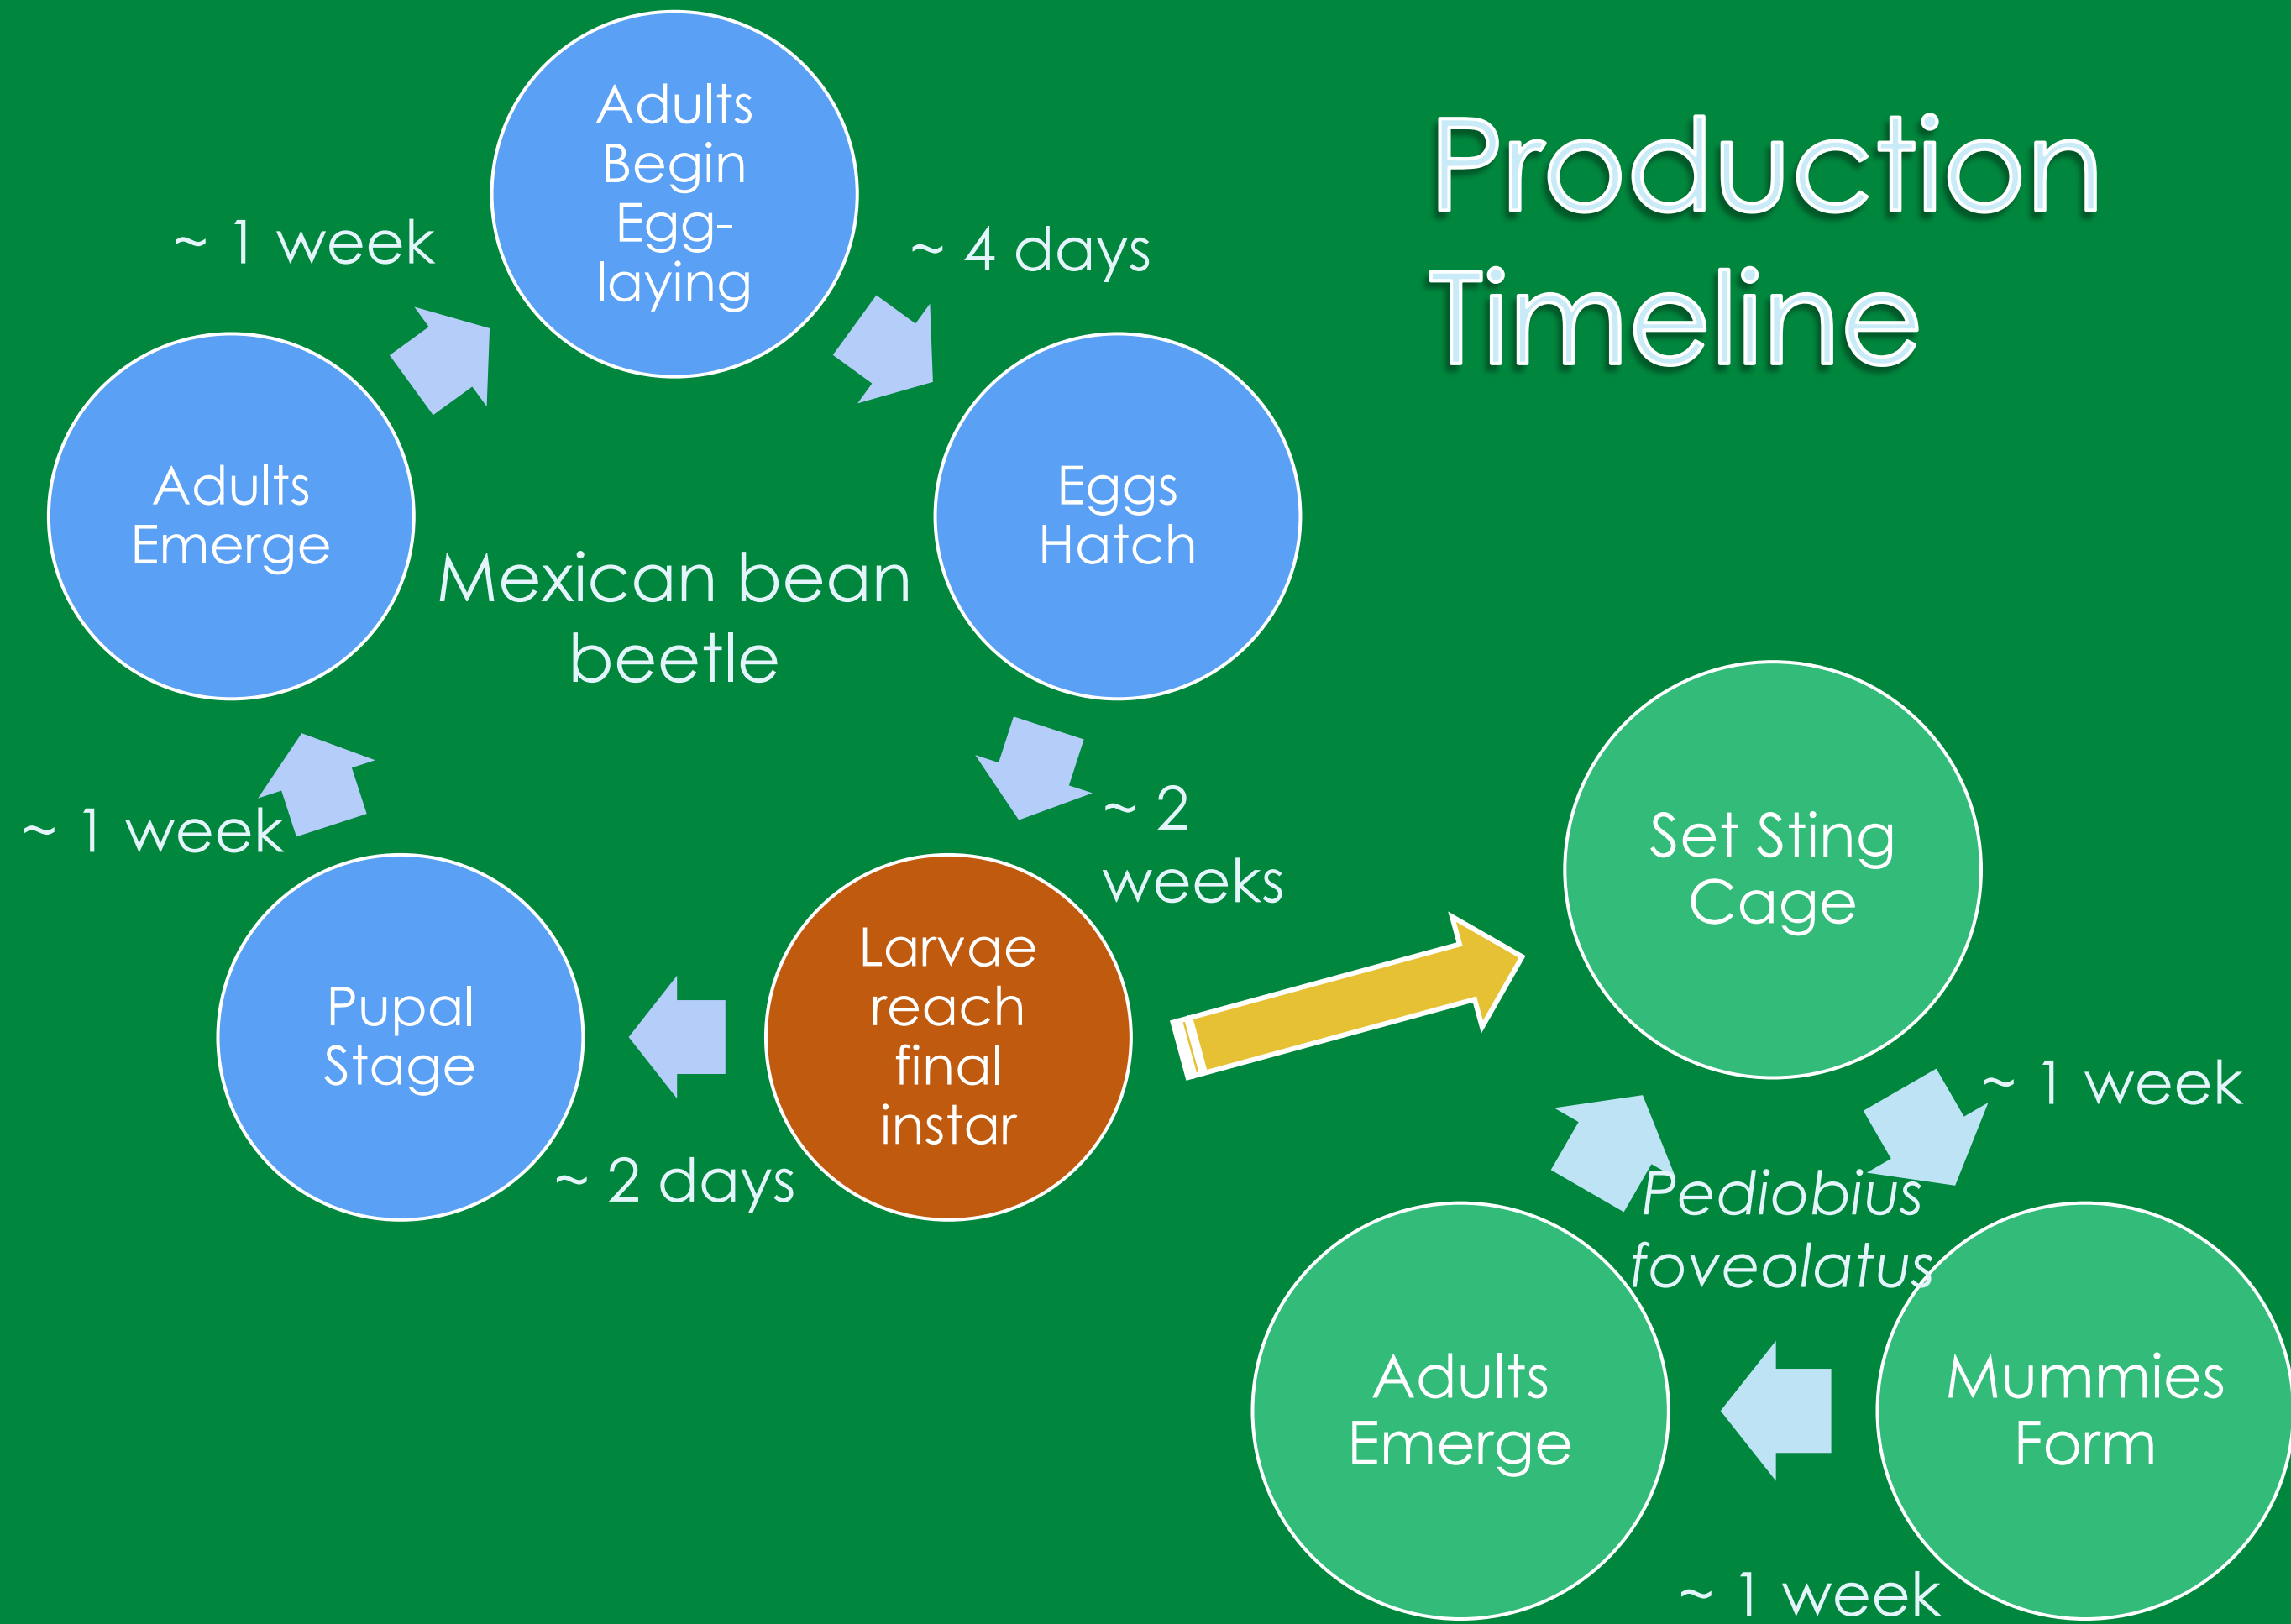 Production
Timeline
Adults
Begin
Egg-
laying
~ 1 week
~ 4 days
Adults
Emerge
Eggs
Hatch
Mexican bean
beetle
~ 1 week
~ 2
weeks
Pupal
Stage
Larvae
reach
final
instar
~ 2 days
Set Sting
Cage
~ 1 week
Pediobius
foveolatus
Adults
Emerge
Mummies
Form
~ 1 week